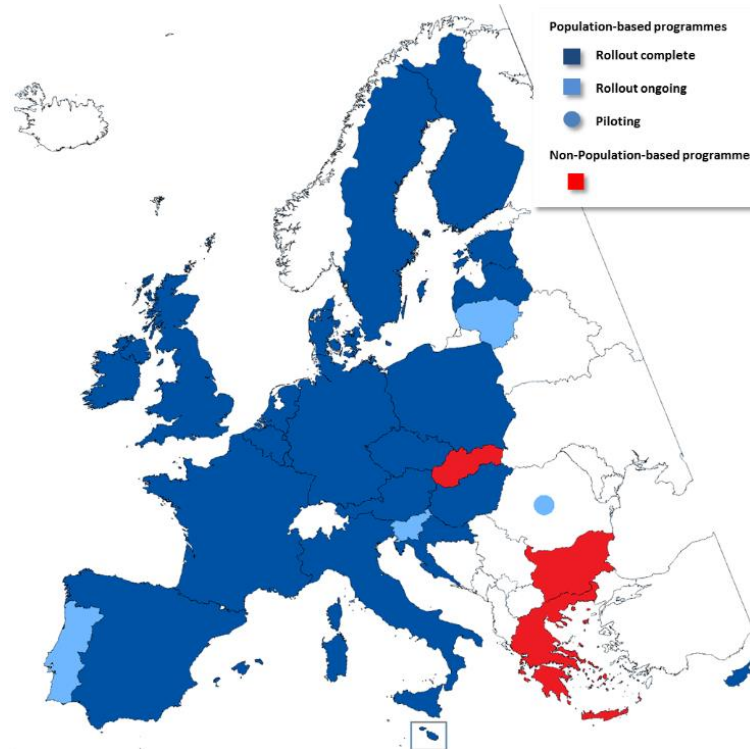 Population-based programmes
Rollout complete
Rollout ongoing
Piloting
Non-Population-based programme